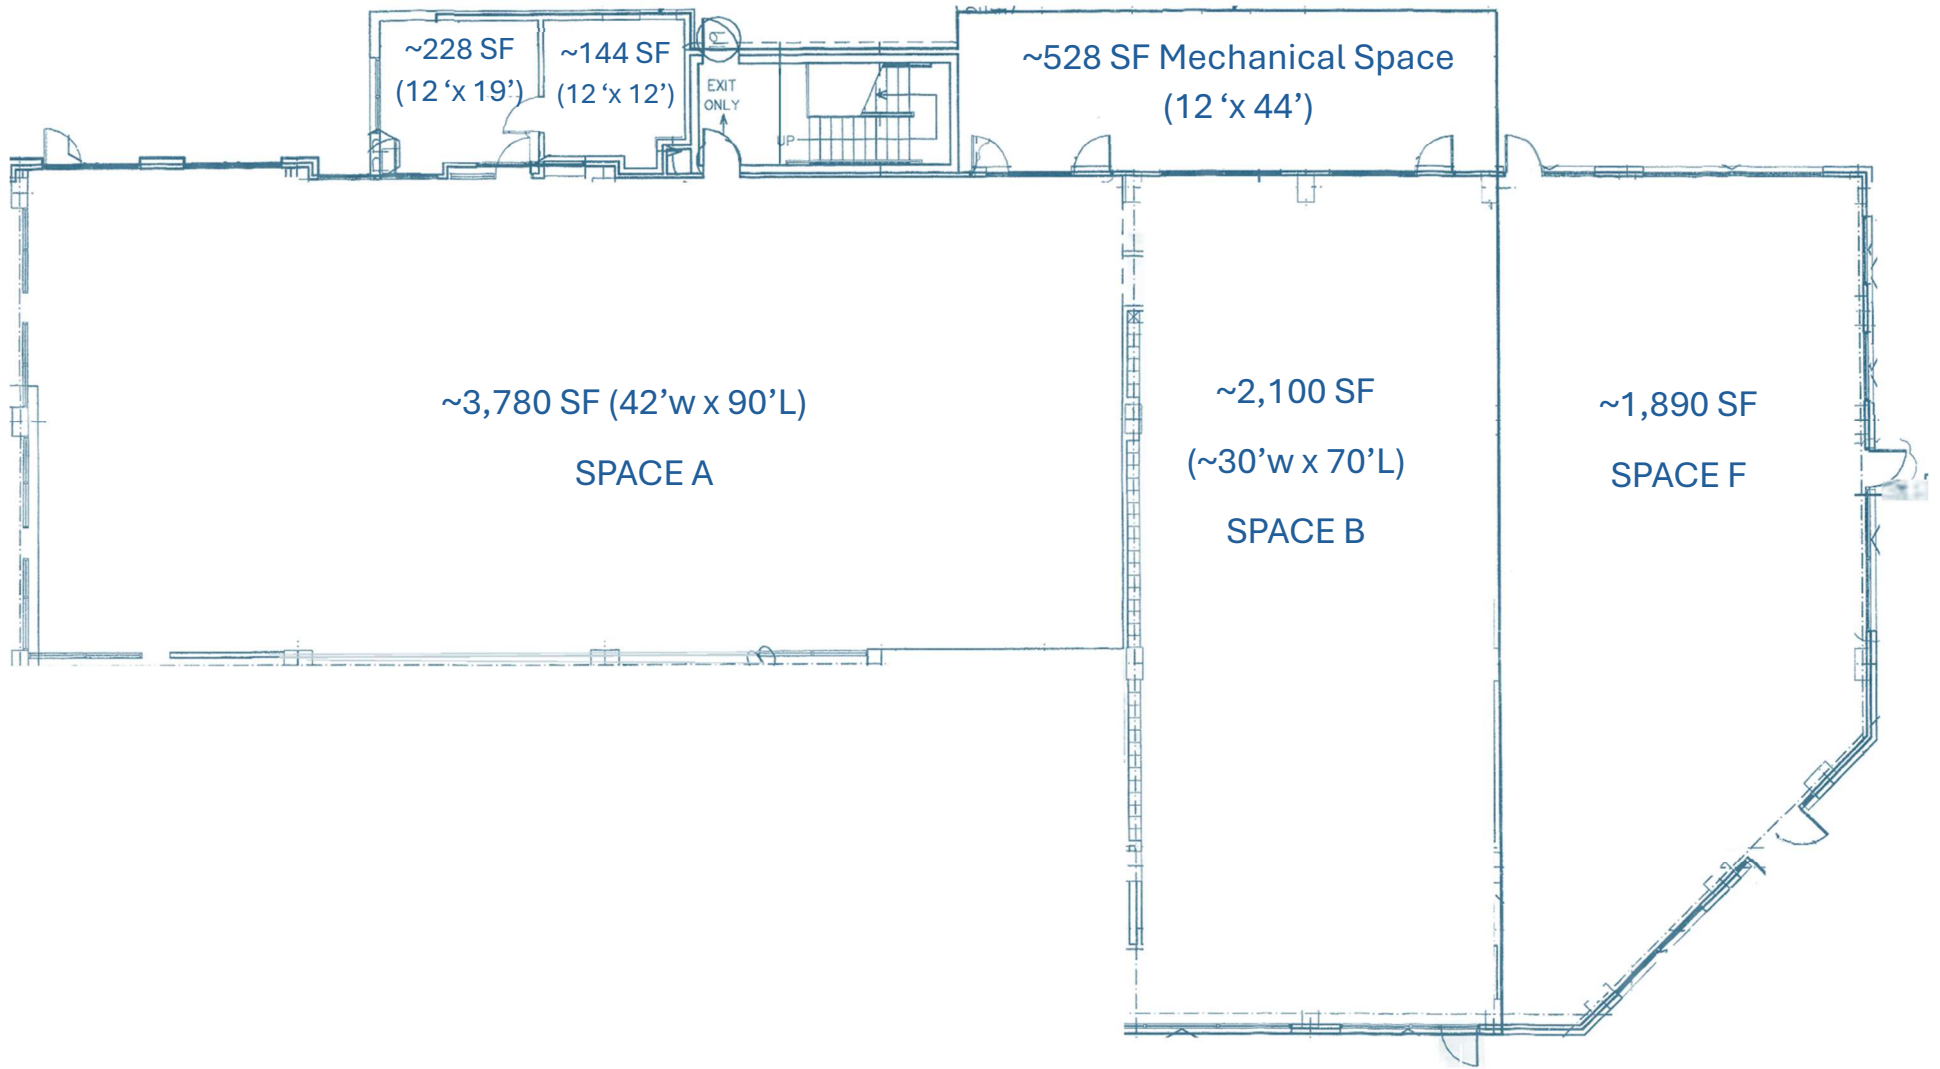 ~228 SF
(12 ‘x 19’)
~144 SF
(12 ‘x 12’)
EXIT
ONLY
UP
~528 SF Mechanical Space
(12 ‘x 44’)
~3,780 SF (42’w x 90’L)
SPACE A
~2,100 SF
(~30’w x 70’L)
SPACE B
~1,890 SF
SPACE F